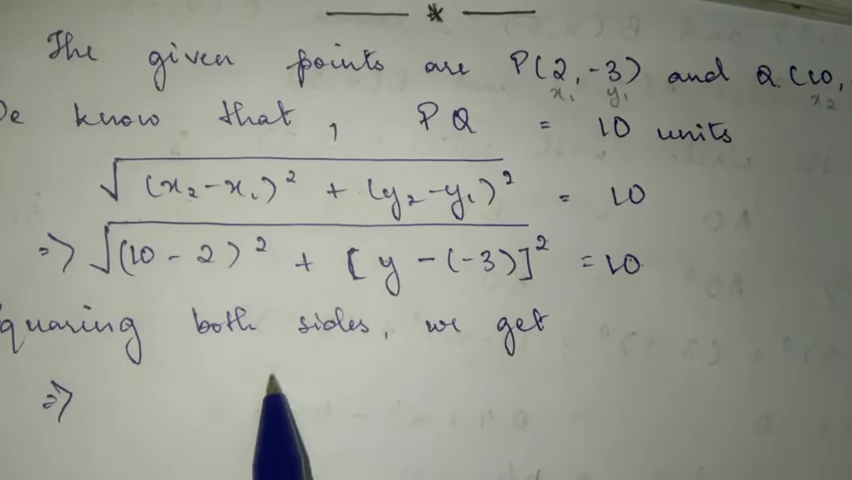 The given points are P(2, -3) and Q(10,
x₁ y₁ x₂
know that, PQ = 10 units
√(x₂-x₁)² + (y₂-y₁)² = 10
=> √(10 - 2)² + [y - (-3)]² = 10
quaring both sides, we get
=>